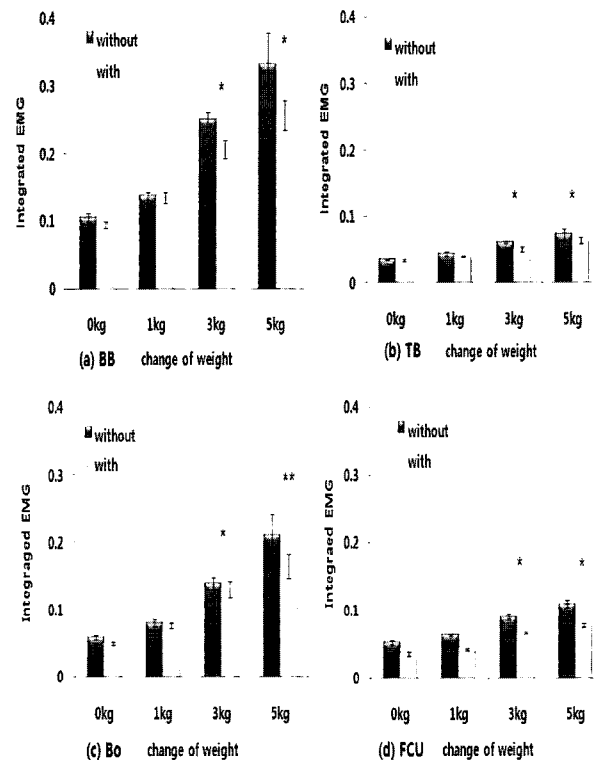 0.4
0.3
0.2
0.1
0
Integrated EMG
without
with
*
*
0kg 1kg 3kg 5kg
(a) BB change of weight
0.4
0.3
0.2
0.1
0
Integrated EMG
without
with
*
*
0kg 1kg 3kg 5kg
(b) TB change of weight
0.4
0.3
0.2
0.1
0
Integraged EMG
without
with
*
**
0kg 1kg 3kg 5kg
(c) Bo change of weight
0.4
0.3
0.2
0.1
0
Integraed EMG
without
with
*
*
0kg 1kg 3kg 5kg
(d) FCU change of weight